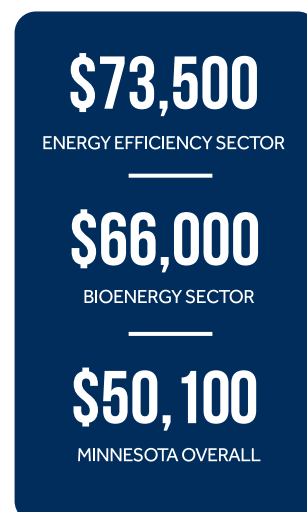 $73,500
ENERGY EFFICIENCY SECTOR
$66,000
BIOENERGY SECTOR
$50,100
MINNESOTA OVERALL